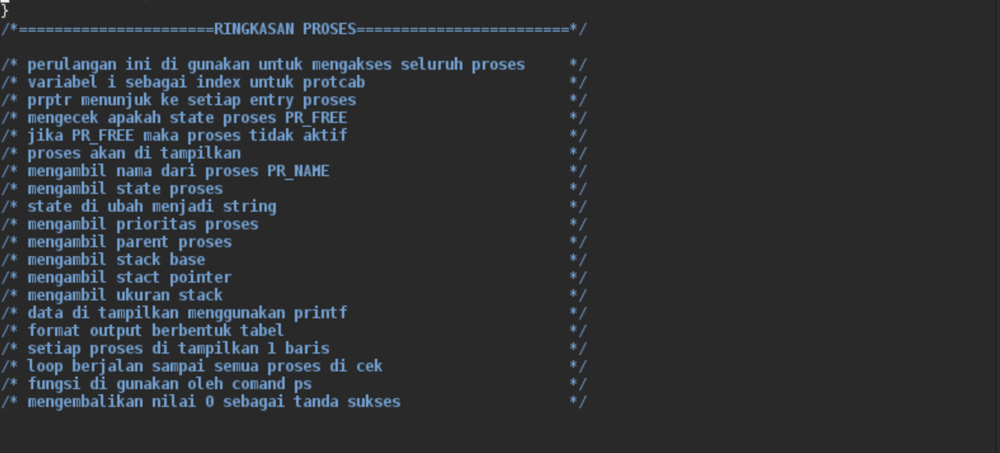 }
/*======================RINGKASAN PROSES========================*/
/* perulangan ini di gunakan untuk mengakses seluruh proses */
/* variabel i sebagai index untuk protcab */
/* prptr menunjuk ke setiap entry proses */
/* mengecek apakah state proses PR_FREE */
/* jika PR_FREE maka proses tidak aktif */
/* proses akan di tampilkan */
/* mengambil nama dari proses PR_NAME */
/* mengambil state proses */
/* state di ubah menjadi string */
/* mengambil prioritas proses */
/* mengambil parent proses */
/* mengambil stack base */
/* mengambil stact pointer */
/* mengambil ukuran stack */
/* data di tampilkan menggunakan printf */
/* format output berbentuk tabel */
/* setiap proses di tampilkan 1 baris */
/* loop berjalan sampai semua proses di cek */
/* fungsi di gunakan oleh comand ps */
/* mengembalikan nilai 0 sebagai tanda sukses */